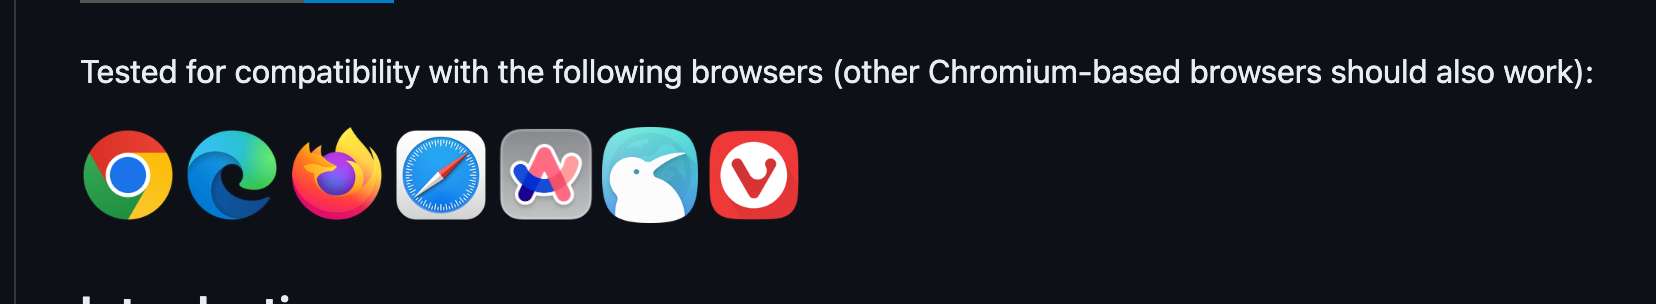 Tested for compatibility with the following browsers (other Chromium-based browsers should also work):